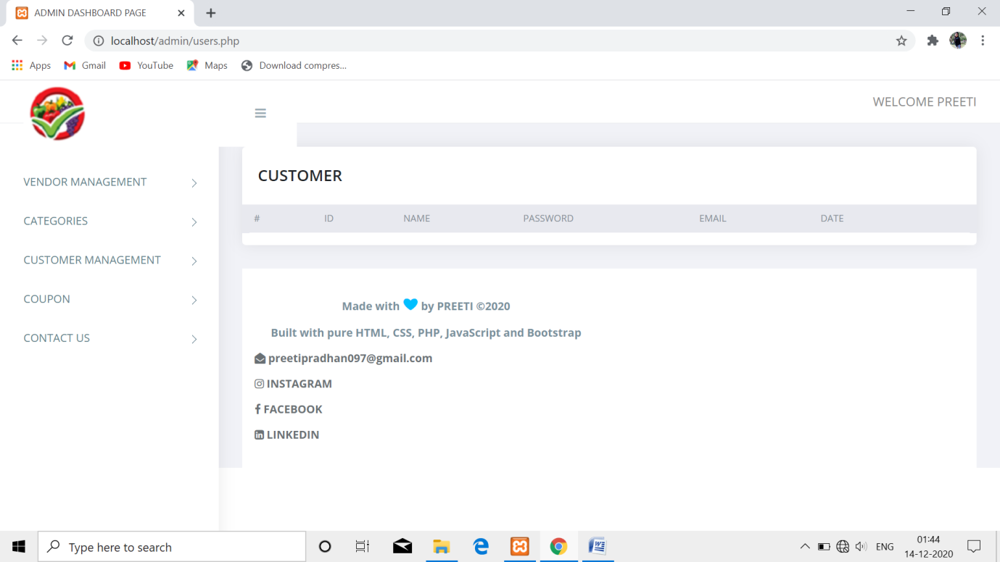 ADMIN DASHBOARD PAGE
localhost/admin/users.php
Apps Gmail YouTube Maps Download compres...
WELCOME PREETI
VENDOR MANAGEMENT
CATEGORIES
CUSTOMER MANAGEMENT
COUPON
CONTACT US
CUSTOMER
# ID NAME PASSWORD EMAIL DATE
Made with by PREETI ©2020
Built with pure HTML, CSS, PHP, JavaScript and Bootstrap
preetipradhan097@gmail.com
INSTAGRAM
FACEBOOK
LINKEDIN
Type here to search
ENG
01:44
14-12-2020